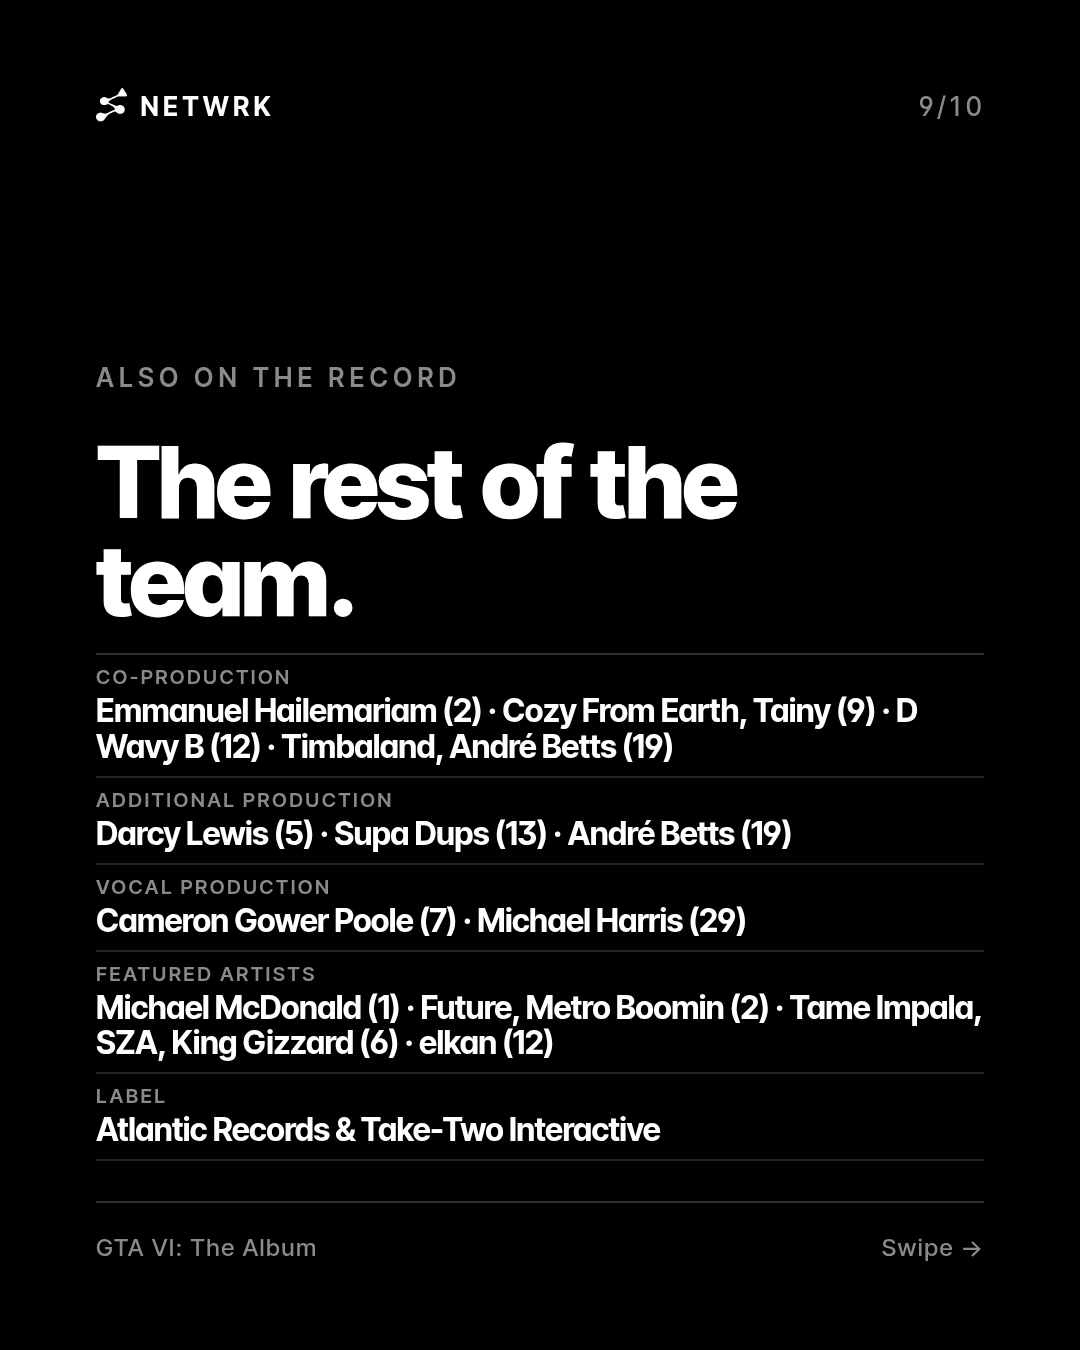 NETWRK
9/10
ALSO ON THE RECORD
The rest of the
team.
CO-PRODUCTION
Emmanuel Hailemariam (2) · Cozy From Earth, Tainy (9) · D
Wavy B (12) · Timbaland, André Betts (19)
ADDITIONAL PRODUCTION
Darcy Lewis (5) · Supa Dups (13) · André Betts (19)
VOCAL PRODUCTION
Cameron Gower Poole (7) · Michael Harris (29)
FEATURED ARTISTS
Michael McDonald (1) · Future, Metro Boomin (2) · Tame Impala,
SZA, King Gizzard (6) · elkan (12)
LABEL
Atlantic Records & Take-Two Interactive
GTA VI: The Album
Swipe →